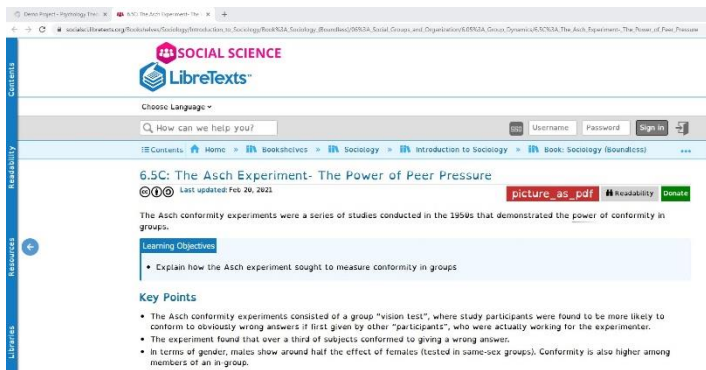 Demo Project - Psychology Tree
6.5C: The Asch Experiment- The
socialsci.libretexts.org/Bookshelves/Sociology/Introduction_to_Sociology/Book%3A_Sociology_(Boundless)/06%3A_Social_Groups_and_Organization/6.05%3A_Group_Dynamics/6.5C%3A_The_Asch_Experiment-_The_Power_of_Peer_Pressure
Contents
Readability
Resources
Libraries
SOCIAL SCIENCE
LibreTexts™
Choose Language
How can we help you?
Username
Password
Sign in
Contents Home » Bookshelves » Sociology » Introduction to Sociology » Book: Sociology (Boundless)
6.5C: The Asch Experiment- The Power of Peer Pressure
Last updated: Feb 20, 2021
picture_as_pdf
Readability
Donate
The Asch conformity experiments were a series of studies conducted in the 1950s that demonstrated the power of conformity in
groups.
Learning Objectives
• Explain how the Asch experiment sought to measure conformity in groups
Key Points
• The Asch conformity experiments consisted of a group "vision test", where study participants were found to be more likely to
conform to obviously wrong answers if first given by other "participants", who were actually working for the experimenter.
• The experiment found that over a third of subjects conformed to giving a wrong answer.
• In terms of gender, males show around half the effect of females (tested in same-sex groups). Conformity is also higher among
members of an in-group.